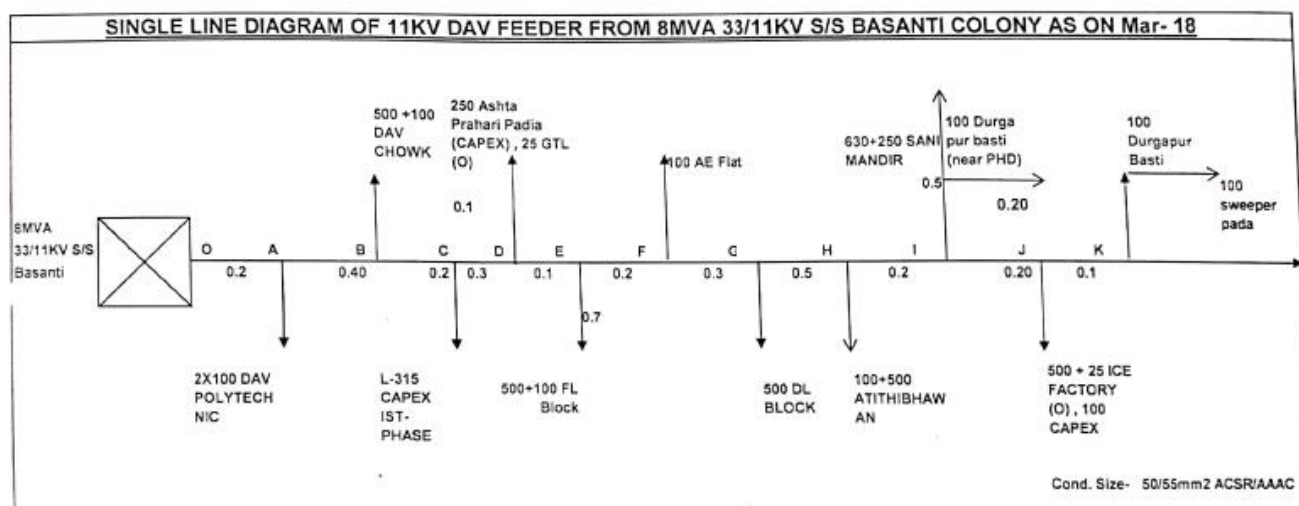 SINGLE LINE DIAGRAM OF 11KV DAV FEEDER FROM 8MVA 33/11KV S/S BASANTI COLONY AS ON Mar- 18
500 +100
DAV
CHOWK
250 Ashta
Prahari Padia
(CAPEX) , 25 GTL
(O)
0.1
100 AE Flat
630+250 SANI
MANDIR
0.5
100 Durga
pur basti
(near PHD)
0.20
100
Durgapur
Basti
100
sweeper
pada
8MVA
33/11KV S/S
Basanti
O A B C D E F G H I J K
0.2 0.40 0.2 0.3 0.1 0.2 0.3 0.5 0.2 0.20 0.1
0.7
2X100 DAV
POLYTECH
NIC
L-315
CAPEX
IST-
PHASE
500+100 FL
Block
500 DL
BLOCK
100+500
ATITHIBHAW
AN
500 + 25 ICE
FACTORY
(O) , 100
CAPEX
Cond. Size- 50/55mm2 ACSR/AAAC